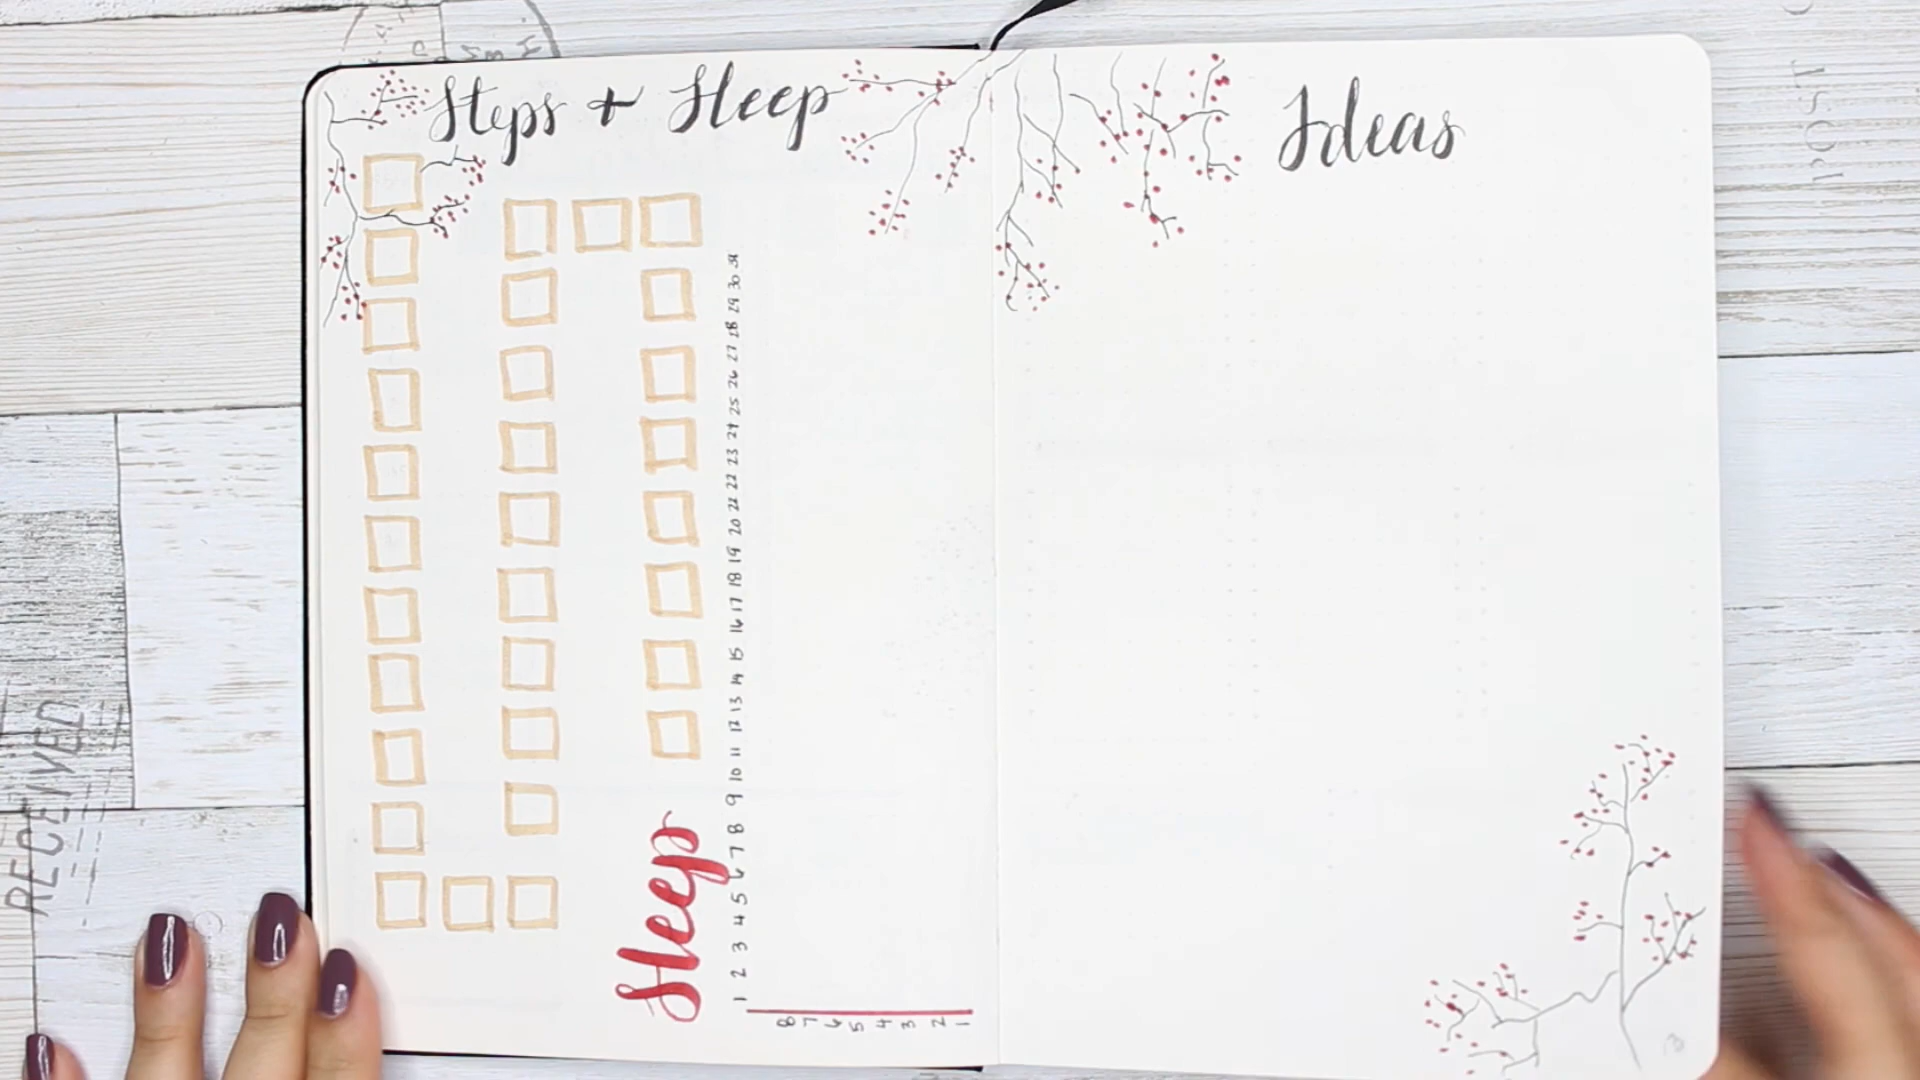 Steps + Sleep
Ideas
Sleep
1 2 3 4 5 6 7 8 9 10 11 12 13 14 15 16 17 18 19 20 22 22 23 24 25 26 27 28 29 30 31
8 7 6 5 4 3 2 1
RECEIVED
POST